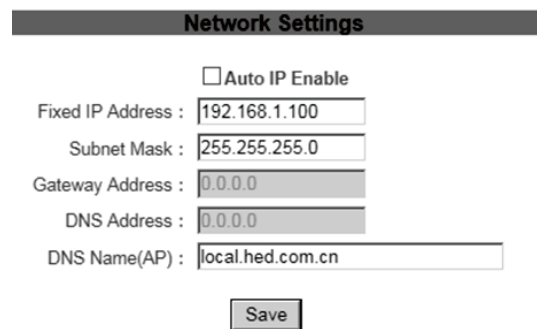 Network Settings
Auto IP Enable
Fixed IP Address : 192.168.1.100
Subnet Mask : 255.255.255.0
Gateway Address : 0.0.0.0
DNS Address : 0.0.0.0
DNS Name(AP) : local.hed.com.cn
Save